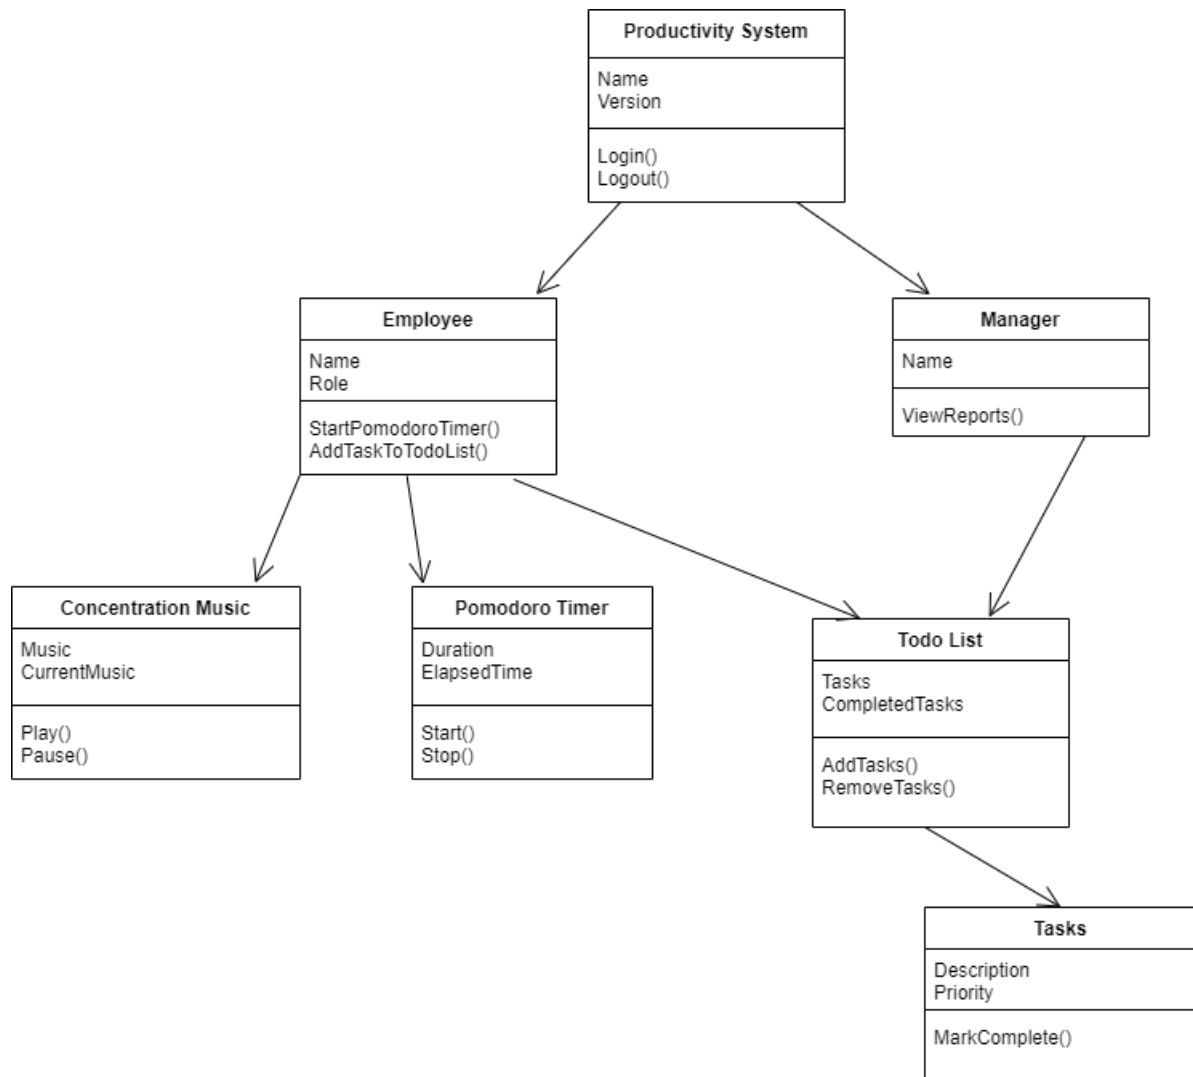 Productivity System
Name
Version
Login()
Logout()
Employee
Name
Role
StartPomodoroTimer()
AddTaskToTodoList()
Manager
Name
ViewReports()
Concentration Music
Music
CurrentMusic
Play()
Pause()
Pomodoro Timer
Duration
ElapsedTime
Start()
Stop()
Todo List
Tasks
CompletedTasks
AddTasks()
RemoveTasks()
Tasks
Description
Priority
MarkComplete()